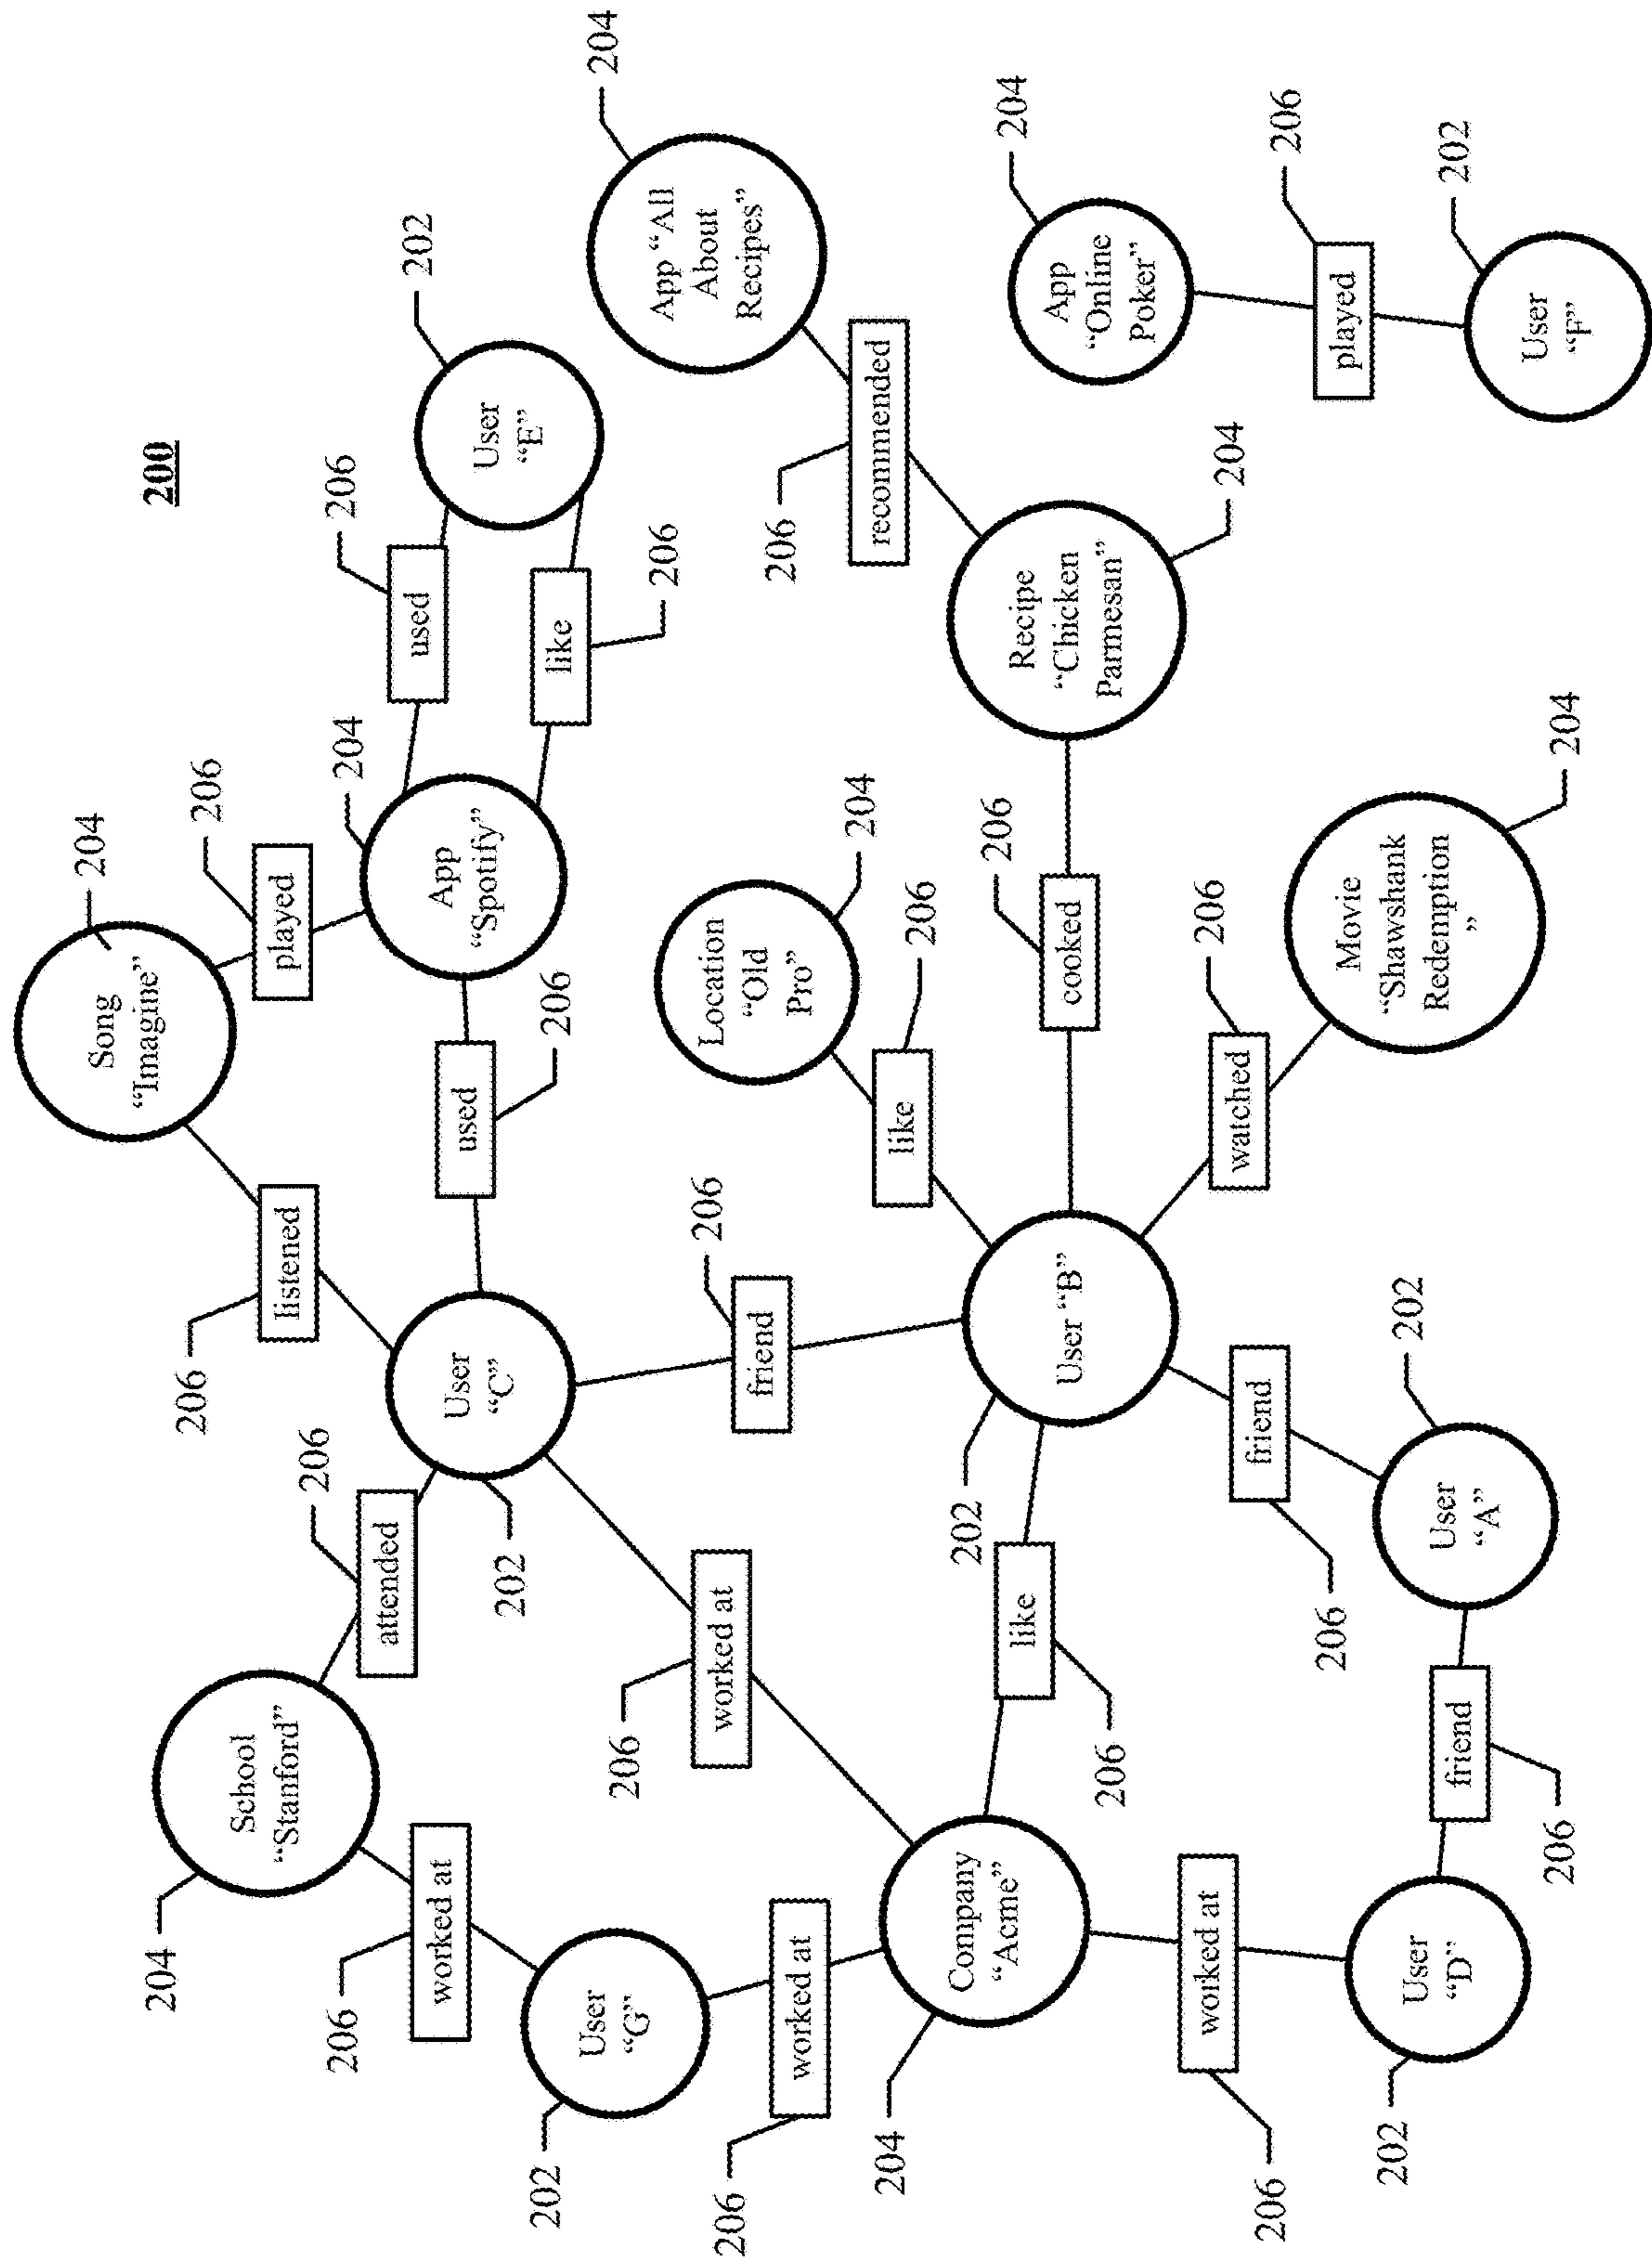 200
204
School
“Stanford”
206
attended
206
listened
204
Song
“Imagine”
206
played
206
worked at
202
User
“C”
206
used
204
App
“Spotify”
206
used
206
like
202
User
“E”
202
User
“G”
206
worked at
206
worked at
206
friend
Location
“Old
Pro”
204
206
recommended
App “All
About
Recipes”
204
204
Company
“Acme”
like
206
202
User “B”
like
206
206
cooked
Recipe
“Chicken
Parmesan”
204
App
“Online
Poker”
204
206
worked at
206
friend
206
watched
Movie
“Shawshank
Redemption
”
204
played
206
202
User
“D”
friend
206
User
“A”
202
User
“F”
202